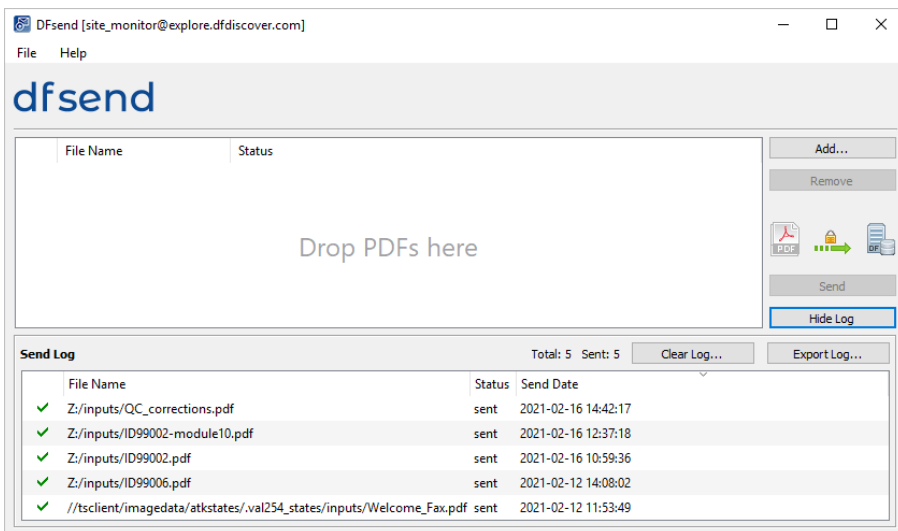 DFsend [site_monitor@explore.dfdiscover.com]
File Help
dfsend
File Name Status
Add...
Remove
Drop PDFs here
PDF DF
Send
Hide Log
Send Log Total: 5 Sent: 5 Clear Log... Export Log...
File Name Status Send Date
Z:/inputs/QC_corrections.pdf sent 2021-02-16 14:42:17
Z:/inputs/ID99002-module10.pdf sent 2021-02-16 12:37:18
Z:/inputs/ID99002.pdf sent 2021-02-16 10:59:36
Z:/inputs/ID99006.pdf sent 2021-02-12 14:08:02
//tsclient/imagedata/atkstates/.val254_states/inputs/Welcome_Fax.pdf sent 2021-02-12 11:53:49